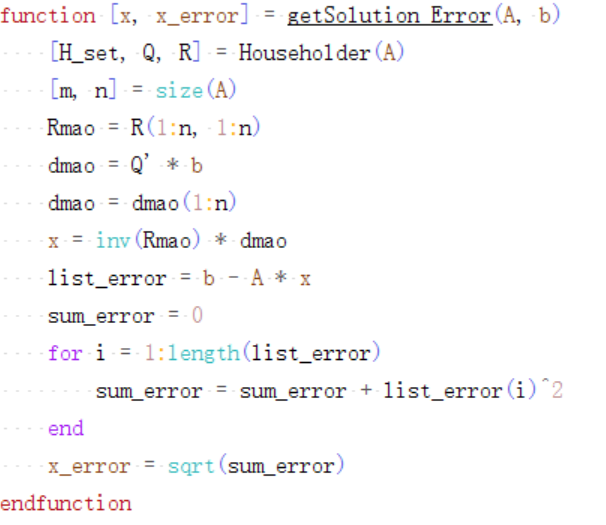 function [x, x_error] = getSolution_Error(A, b)
    [H_set, Q, R] = Householder(A)
    [m, n] = size(A)
    Rmao = R(1:n, 1:n)
    dmao = Q' * b
    dmao = dmao(1:n)
    x = inv(Rmao) * dmao
    list_error = b - A * x
    sum_error = 0
    for i = 1:length(list_error)
        sum_error = sum_error + list_error(i)^2
    end
    x_error = sqrt(sum_error)
endfunction